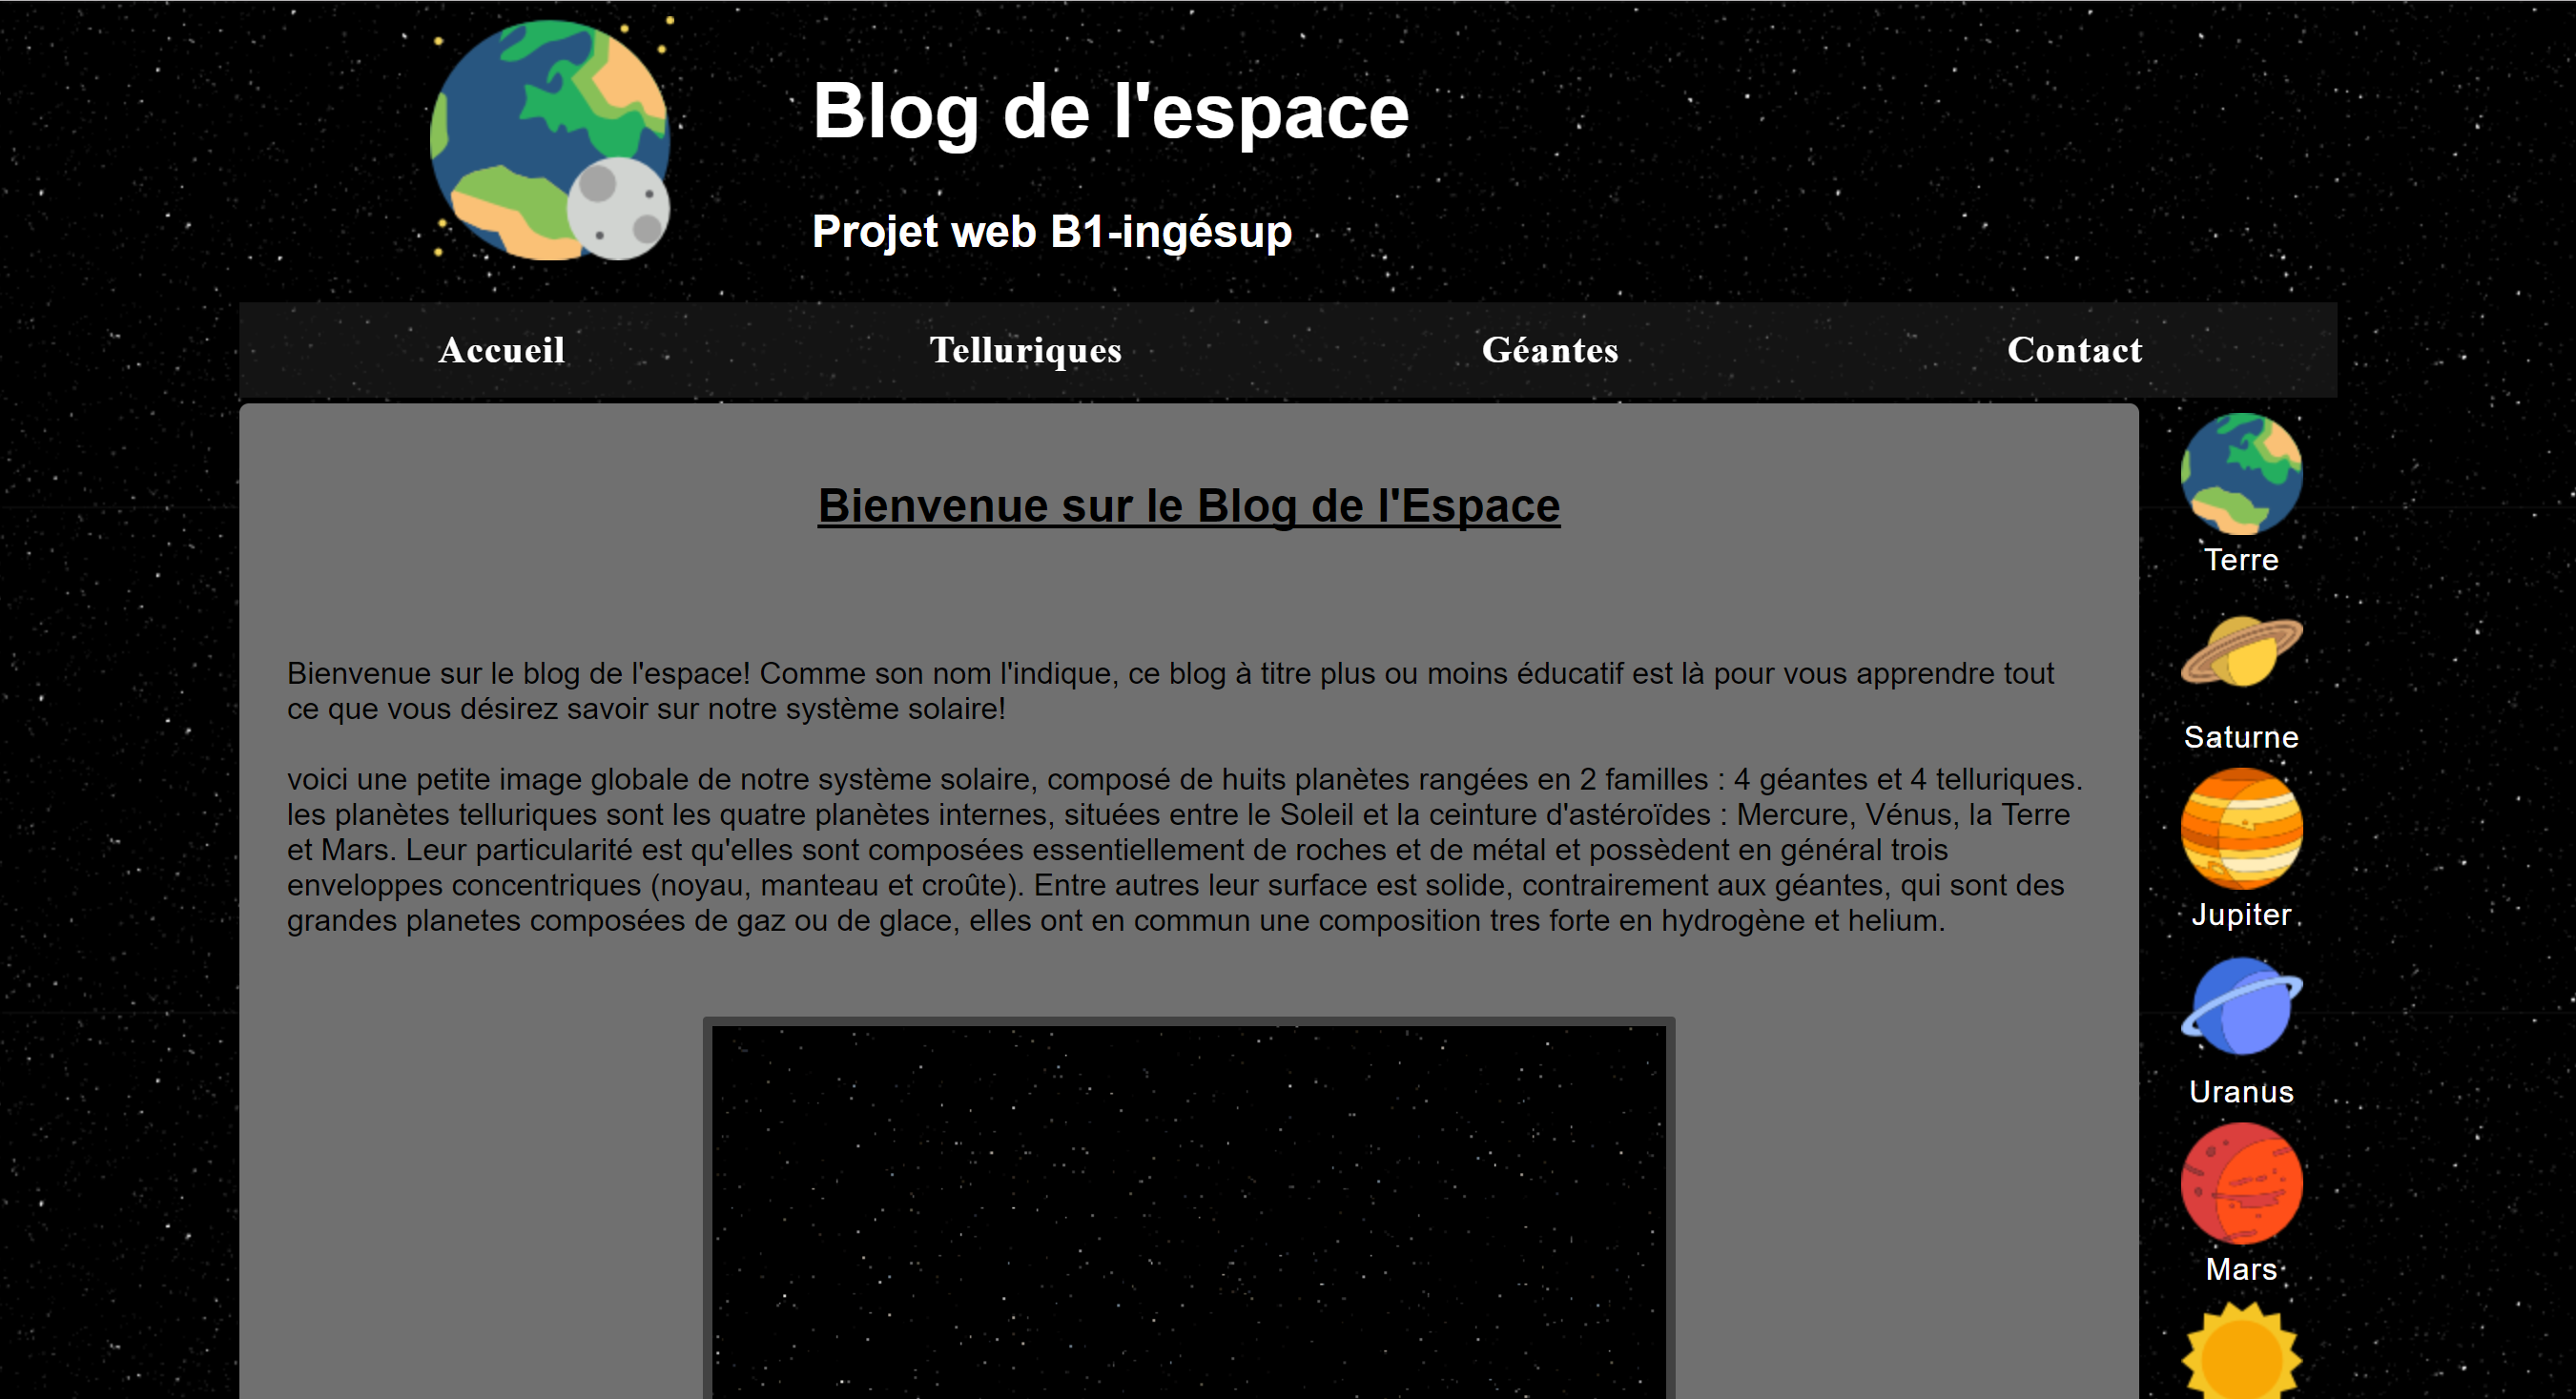 Blog de l'espace
Projet web B1-ingésup
Accueil Telluriques Géantes Contact
Bienvenue sur le Blog de l'Espace
Bienvenue sur le blog de l'espace! Comme son nom l'indique, ce blog à titre plus ou moins éducatif est là pour vous apprendre tout
ce que vous désirez savoir sur notre système solaire!
voici une petite image globale de notre système solaire, composé de huits planètes rangées en 2 familles : 4 géantes et 4 telluriques.
les planètes telluriques sont les quatre planètes internes, situées entre le Soleil et la ceinture d'astéroïdes : Mercure, Vénus, la Terre
et Mars. Leur particularité est qu'elles sont composées essentiellement de roches et de métal et possèdent en général trois
enveloppes concentriques (noyau, manteau et croûte). Entre autres leur surface est solide, contrairement aux géantes, qui sont des
grandes planetes composées de gaz ou de glace, elles ont en commun une composition tres forte en hydrogène et helium.
Terre
Saturne
Jupiter
Uranus
Mars